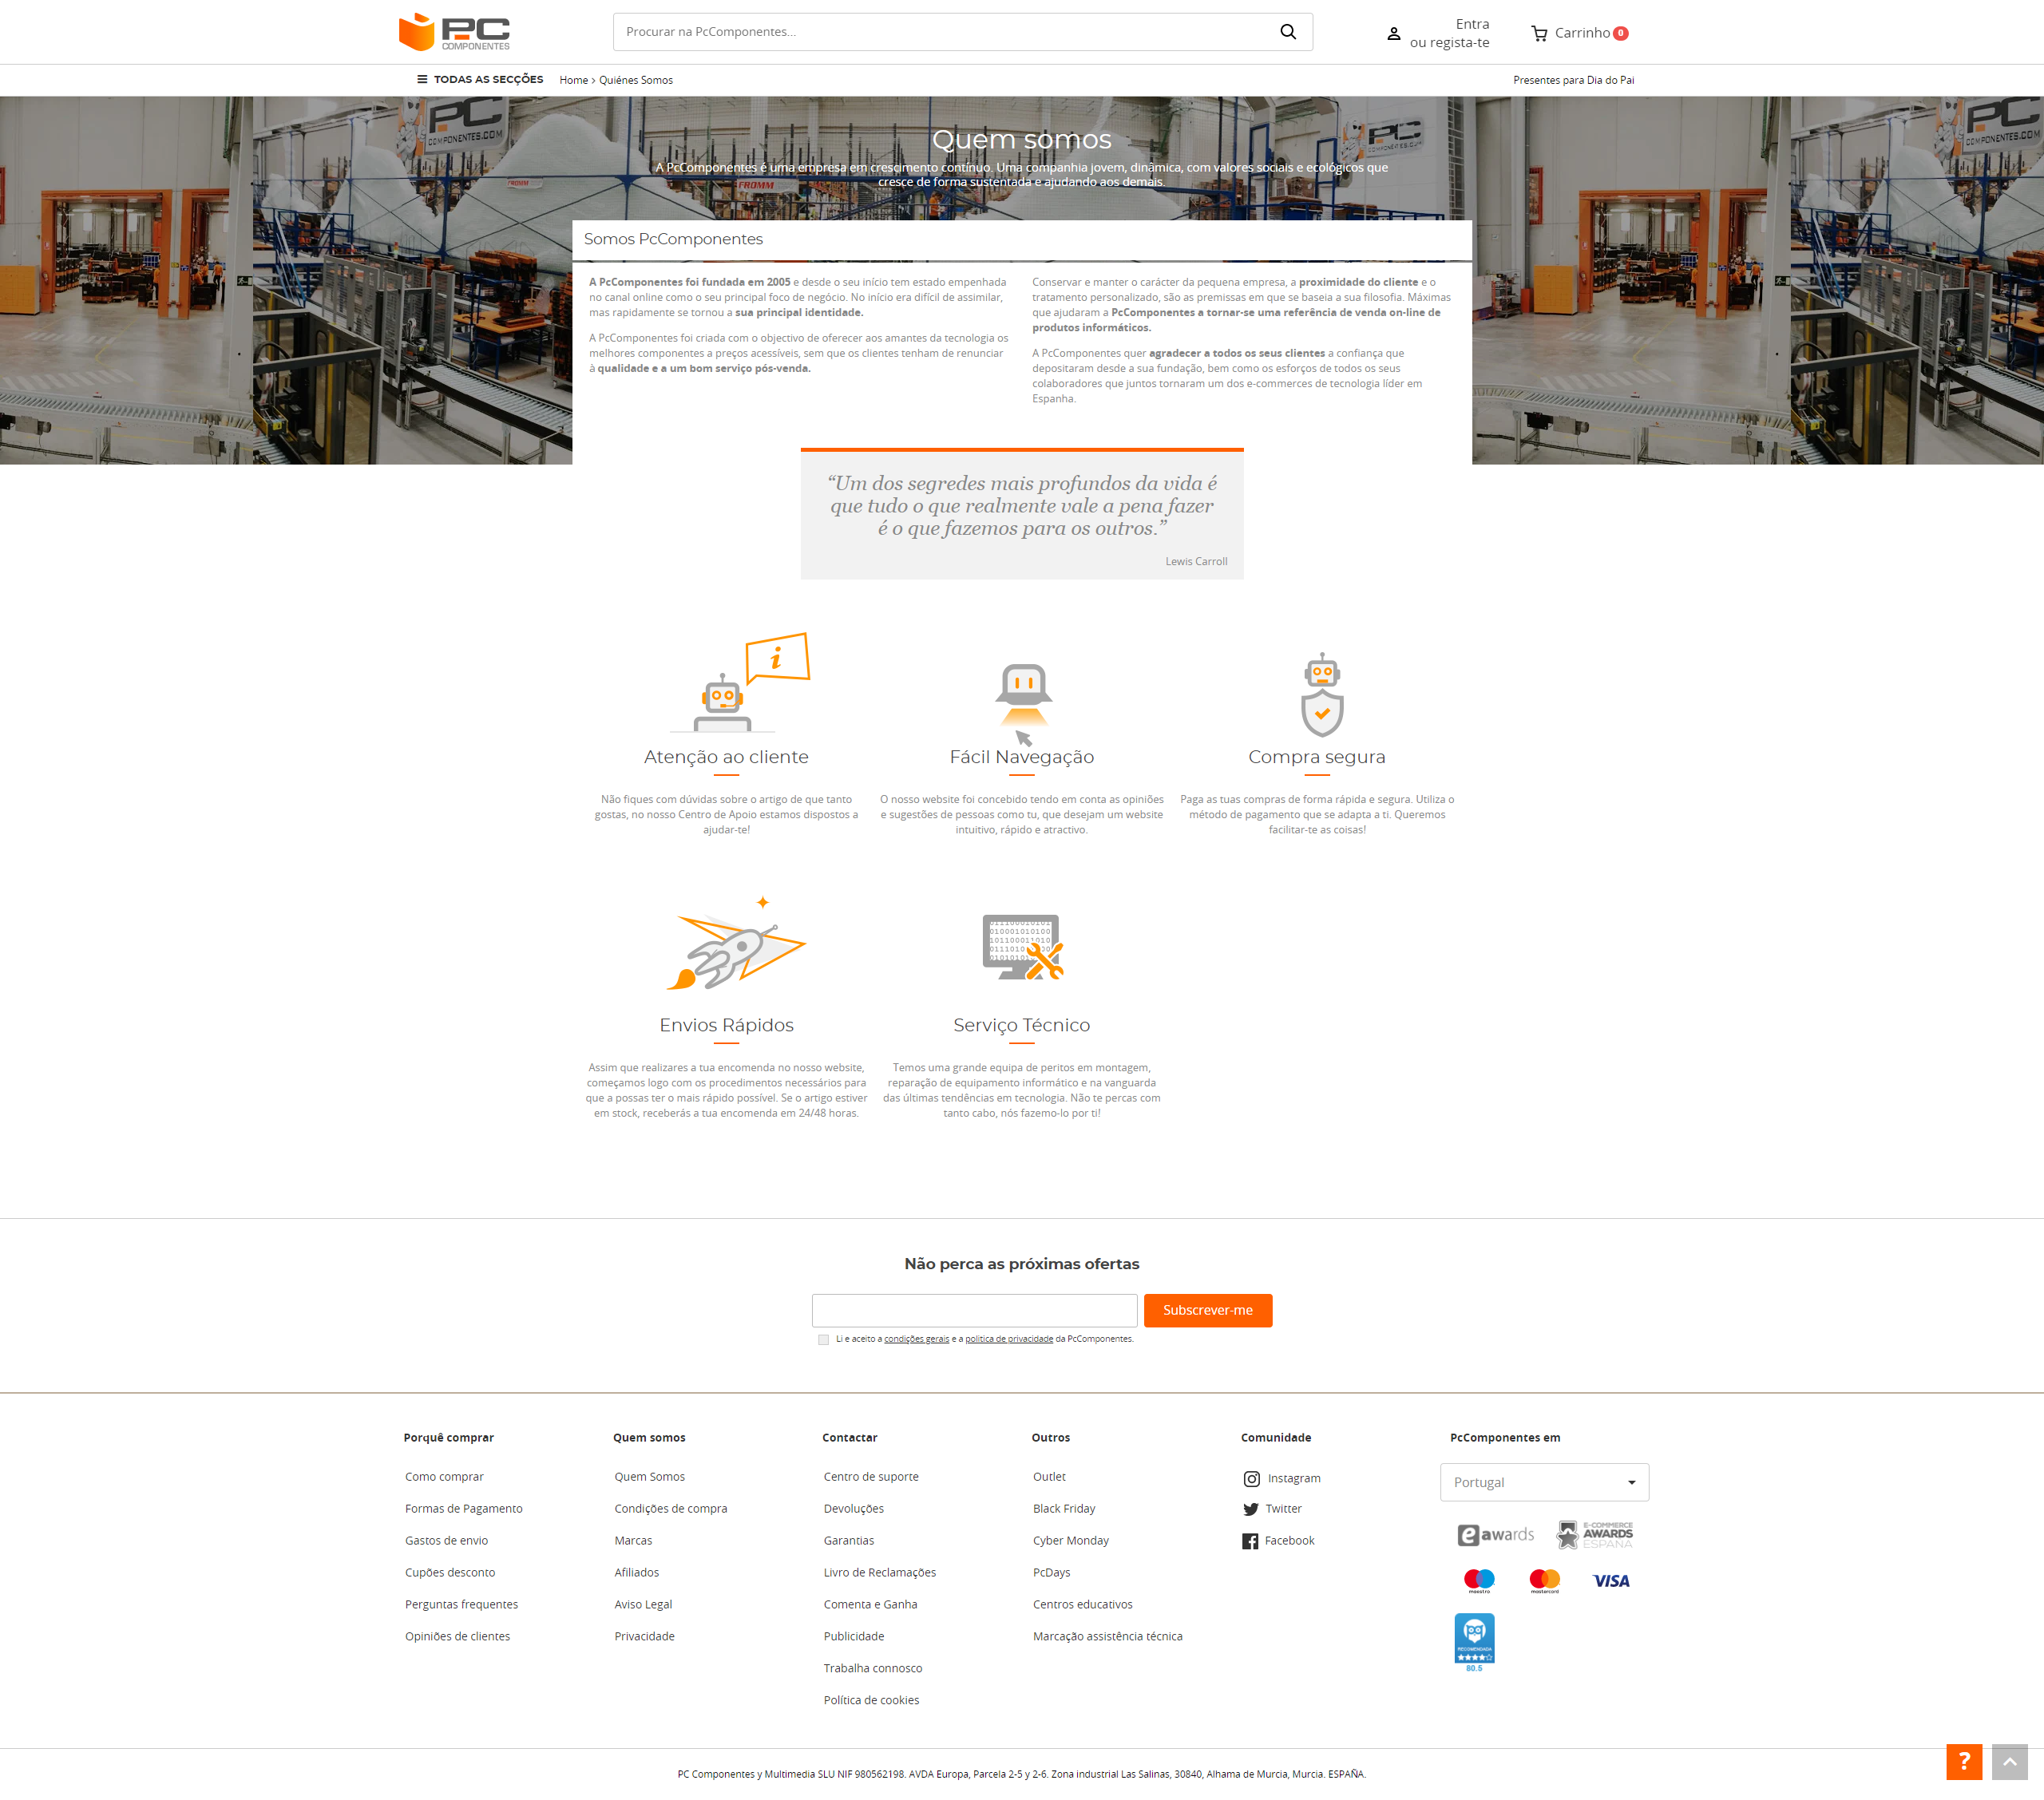 PC COMPONENTES
Procurar na PcComponentes...
Entra
ou regista-te
Carrinho 0
TODAS AS SECÇÕES
Home > Quiénes Somos
Presentes para Dia do Pai
Quem somos
A PcComponentes é uma empresa em crescimento contínuo. Uma companhia jovem, dinâmica, com valores sociais e ecológicos que
cresce de forma sustentada e ajudando aos demais.
Somos PcComponentes
A PcComponentes foi fundada em 2005 e desde o seu início tem estado empenhada
no canal online como o seu principal foco de negócio. No início era difícil de assimilar,
mas rapidamente se tornou a sua principal identidade.
A PcComponentes foi criada com o objectivo de oferecer aos amantes da tecnologia os
melhores componentes a preços acessíveis, sem que os clientes tenham de renunciar
à qualidade e a um bom serviço pós-venda.
Conservar e manter o carácter da pequena empresa, a proximidade do cliente e o
tratamento personalizado, são as premissas em que se baseia a sua filosofia. Máximas
que ajudaram a PcComponentes a tornar-se uma referência de venda on-line de
produtos informáticos.
A PcComponentes quer agradecer a todos os seus clientes a confiança que
depositaram desde a sua fundação, bem como os esforços de todos os seus
colaboradores que juntos tornaram um dos e-commerces de tecnologia líder em
Espanha.
“Um dos segredes mais profundos da vida é
que tudo o que realmente vale a pena fazer
é o que fazemos para os outros.”
Lewis Carroll
Atenção ao cliente
Não fiques com dúvidas sobre o artigo de que tanto
gostas, no nosso Centro de Apoio estamos dispostos a
ajudar-te!
Fácil Navegação
O nosso website foi concebido tendo em conta as opiniões
e sugestões de pessoas como tu, que desejam um website
intuitivo, rápido e atractivo.
Compra segura
Paga as tuas compras de forma rápida e segura. Utiliza o
método de pagamento que se adapta a ti. Queremos
facilitar-te as coisas!
Envios Rápidos
Assim que realizares a tua encomenda no nosso website,
começamos logo com os procedimentos necessários para
que a possas ter o mais rápido possível. Se o artigo estiver
em stock, receberás a tua encomenda em 24/48 horas.
Serviço Técnico
Temos uma grande equipa de peritos em montagem,
reparação de equipamento informático e na vanguarda
das últimas tendências em tecnologia. Não te percas com
tanto cabo, nós fazemo-lo por ti!
Não perca as próximas ofertas
Subscrever-me
Li e aceito a condições gerais e a politica de privacidade da PcComponentes.
Porquê comprar
Como comprar
Formas de Pagamento
Gastos de envio
Cupões desconto
Perguntas frequentes
Opiniões de clientes
Quem somos
Quem Somos
Condições de compra
Marcas
Afiliados
Aviso Legal
Privacidade
Contactar
Centro de suporte
Devoluções
Garantias
Livro de Reclamações
Comenta e Ganha
Publicidade
Trabalha connosco
Política de cookies
Outros
Outlet
Black Friday
Cyber Monday
PcDays
Centros educativos
Marcação assistência técnica
Comunidade
Instagram
Twitter
Facebook
PcComponentes em
Portugal
eawards
E-COMMERCE
AWARDS
ESPAÑA
maestro
mastercard
VISA
RECOMENDADA
80.5
?
PC Componentes y Multimedia SLU NIF 980562198. AVDA Europa, Parcela 2-5 y 2-6. Zona industrial Las Salinas, 30840, Alhama de Murcia, Murcia. ESPAÑA.